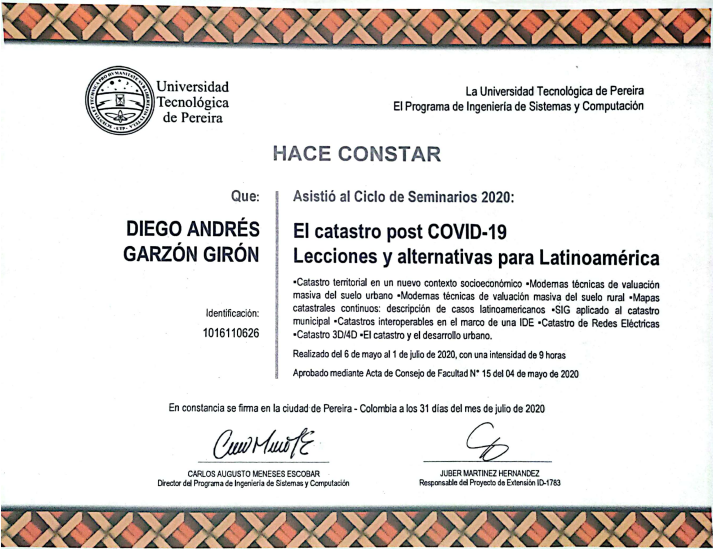 Universidad
Tecnológica
de Pereira
La Universidad Tecnológica de Pereira
El Programa de Ingeniería de Sistemas y Computación
HACE CONSTAR
Que:
DIEGO ANDRÉS
GARZÓN GIRÓN
Identificación:
1016110626
Asistió al Ciclo de Seminarios 2020:
El catastro post COVID-19
Lecciones y alternativas para Latinoamérica
•Catastro territorial en un nuevo contexto socioeconómico •Modernas técnicas de valuación
masiva del suelo urbano •Modernas técnicas de valuación masiva del suelo rural •Mapas
catastrales continuos: descripción de casos latinoamericanos •SIG aplicado al catastro
municipal •Catastros interoperables en el marco de una IDE •Catastro de Redes Eléctricas
•Catastro 3D/4D •El catastro y el desarrollo urbano.
Realizado del 6 de mayo al 1 de julio de 2020, con una intensidad de 9 horas
Aprobado mediante Acta de Consejo de Facultad N° 15 del 04 de mayo de 2020
En constancia se firma en la ciudad de Pereira - Colombia a los 31 días del mes de julio de 2020
CARLOS AUGUSTO MENESES ESCOBAR
Director del Programa de Ingeniería de Sistemas y Computación
JUBER MARTINEZ HERNANDEZ
Responsable del Proyecto de Extensión ID-1783